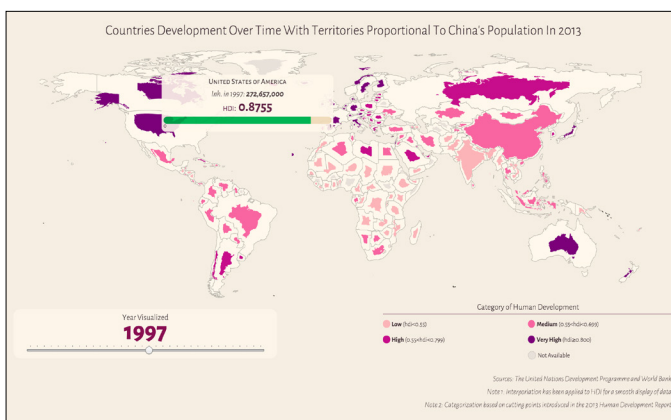 Countries Development Over Time With Territories Proportional To China's Population In 2013
UNITED STATES OF AMERICA
in 1997: 272,657,000
HDI: 0.8755
Year Visualized
1997
Category of Human Development
Low (hdi<0.55)
Medium (0.55<hdi<0.699)
High (0.55<hdi<0.799)
Very High (hdi≥0.800)
Not Available
Sources: The United Nations Development Programme and World Bank
Note 1: Interpolation has been applied to HDI for a smooth display of data
Note 2: Categorization based on cutting points introduced in the 2013 Human Development Report